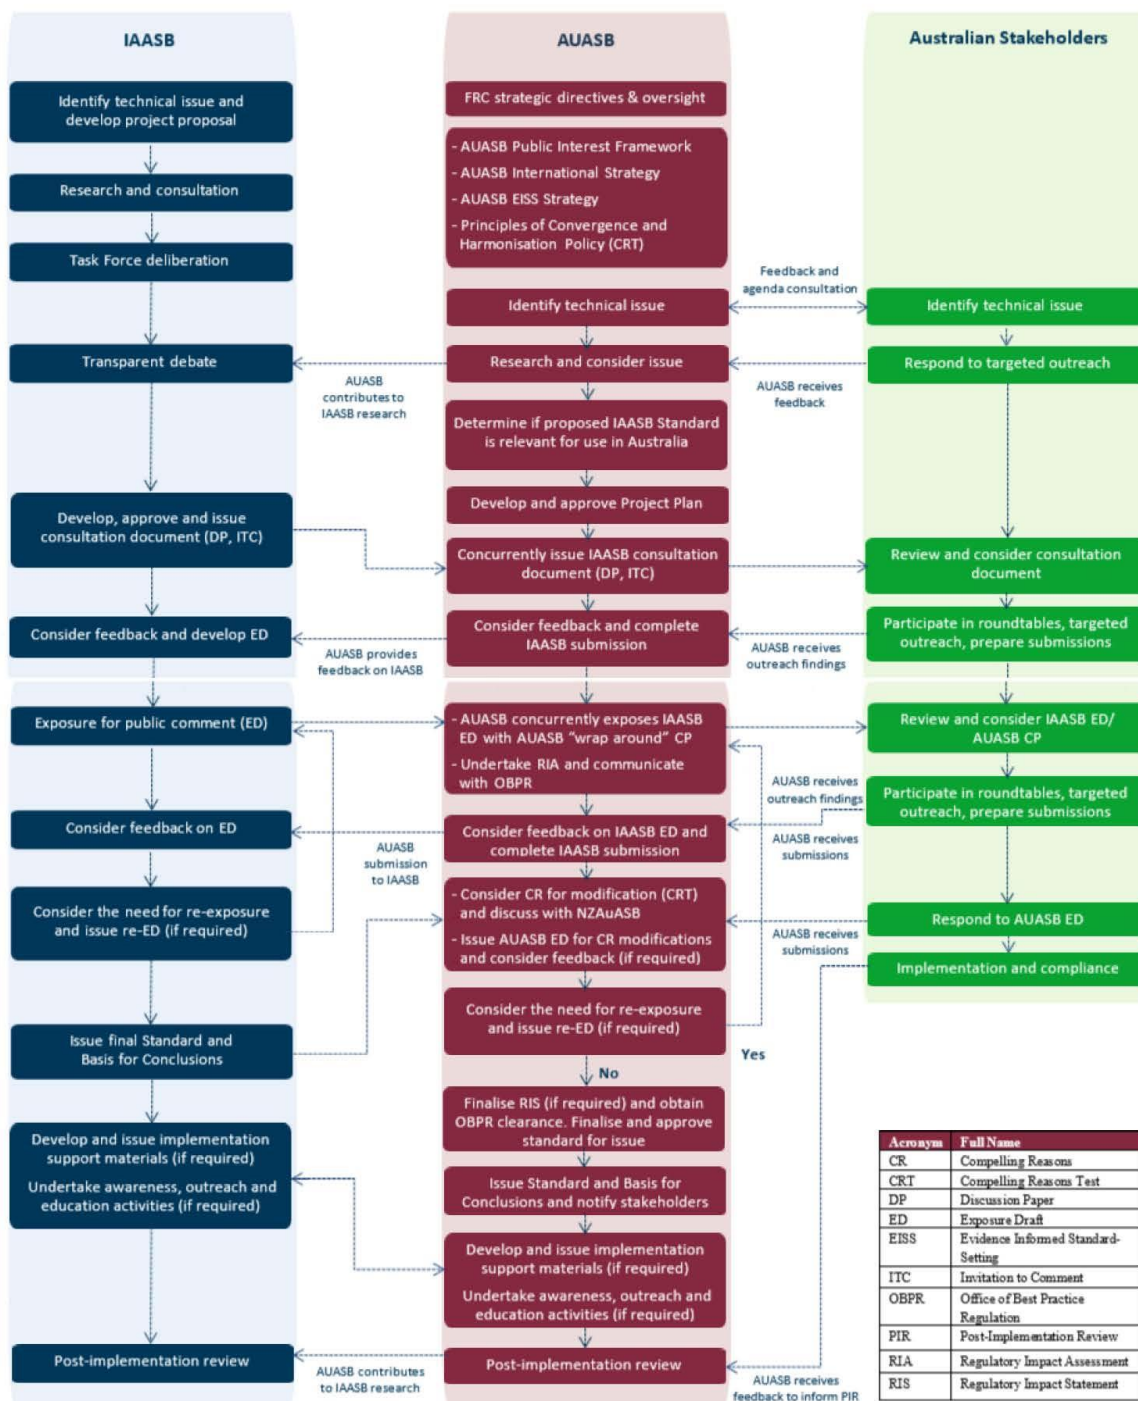 IAASB
Identify technical issue and
develop project proposal
Research and consultation
Task Force deliberation
Transparent debate
Develop, approve and issue
consultation document (DP, ITC)
Consider feedback and develop ED
Exposure for public comment (ED)
Consider feedback on ED
Consider the need for re-exposure
and issue re-ED (if required)
Issue final Standard and
Basis for Conclusions
Develop and issue implementation
support materials (if required)
Undertake awareness, outreach and
education activities (if required)
Post-implementation review
AUASB
contributes to
IAASB research
AUASB provides
feedback on IAASB
AUASB
submission
to IAASB
AUASB contributes
to IAASB research
AUASB
FRC strategic directives & oversight
- AUASB Public Interest Framework
- AUASB International Strategy
- AUASB EISS Strategy
- Principles of Convergence and
Harmonisation Policy (CRT)
Identify technical issue
Research and consider issue
Determine if proposed IAASB Standard
is relevant for use in Australia
Develop and approve Project Plan
Concurrently issue IAASB consultation
document (DP, ITC)
Consider feedback and complete
IAASB submission
- AUASB concurrently exposes IAASB
ED with AUASB “wrap around” CP
- Undertake RIA and communicate
with OBPR
Consider feedback on IAASB ED and
complete IAASB submission
- Consider CR for modification (CRT)
and discuss with NZAuASB
- Issue AUASB ED for CR modifications
and consider feedback (if required)
Consider the need for re-exposure
and issue re-ED (if required)
Yes
No
Finalise RIS (if required) and obtain
OBPR clearance. Finalise and approve
standard for issue
Issue Standard and Basis for
Conclusions and notify stakeholders
Develop and issue implementation
support materials (if required)
Undertake awareness, outreach and
education activities (if required)
Post-implementation review
Feedback and
agenda consultation
AUASB receives
feedback
AUASB receives
outreach findings
AUASB receives
outreach findings
AUASB receives
submissions
AUASB receives
submissions
AUASB receives
feedback to inform PIR
Australian Stakeholders
Identify technical issue
Respond to targeted outreach
Review and consider consultation
document
Participate in roundtables, targeted
outreach, prepare submissions
Review and consider IAASB ED/
AUASB CP
Participate in roundtables, targeted
outreach, prepare submissions
Respond to AUASB ED
Implementation and compliance
Acronym Full Name
CR Compelling Reasons
CRT Compelling Reasons Test
DP Discussion Paper
ED Exposure Draft
EISS Evidence Informed Standard-
Setting
ITC Invitation to Comment
OBPR Office of Best Practice
Regulation
PIR Post-Implementation Review
RIA Regulatory Impact Assessment
RIS Regulatory Impact Statement